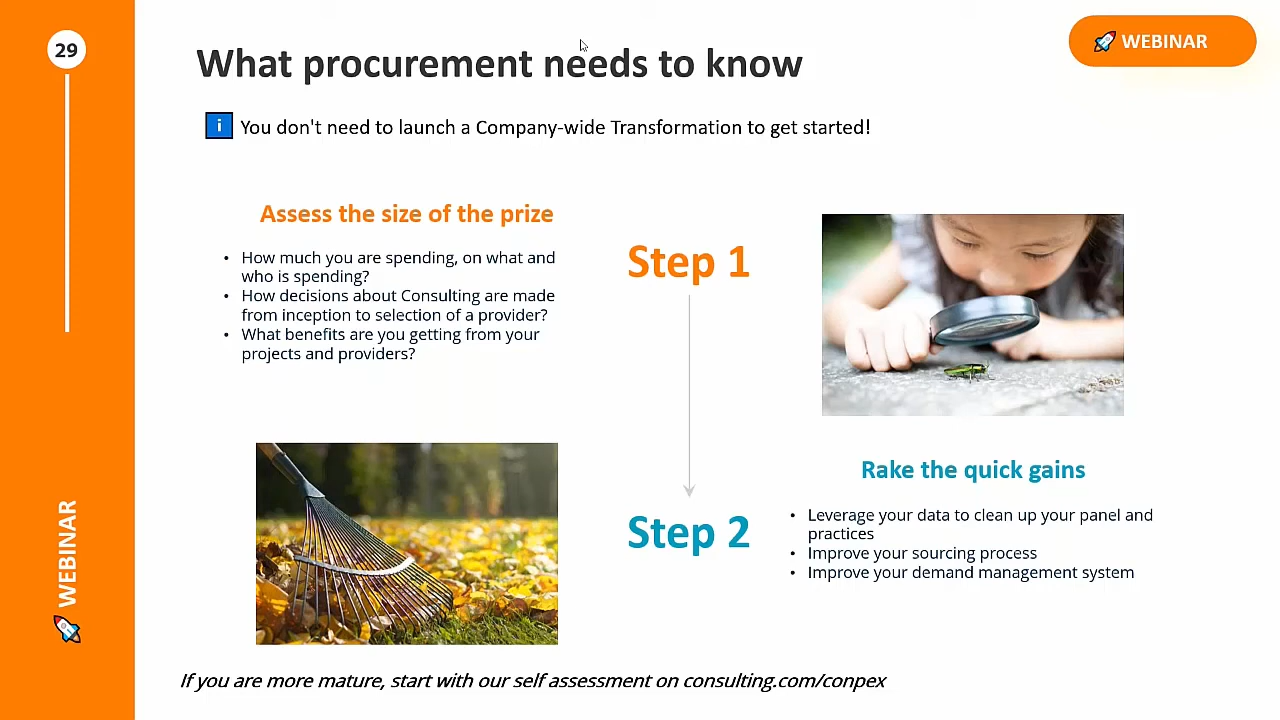 29
What procurement needs to know
WEBINAR
i
You don't need to launch a Company-wide Transformation to get started!
Assess the size of the prize
• How much you are spending, on what and
who is spending?
• How decisions about Consulting are made
from inception to selection of a provider?
• What benefits are you getting from your
projects and providers?
Step 1
Step 2
Rake the quick gains
• Leverage your data to clean up your panel and
practices
• Improve your sourcing process
• Improve your demand management system
WEBINAR
If you are more mature, start with our self assessment on consulting.com/conpex